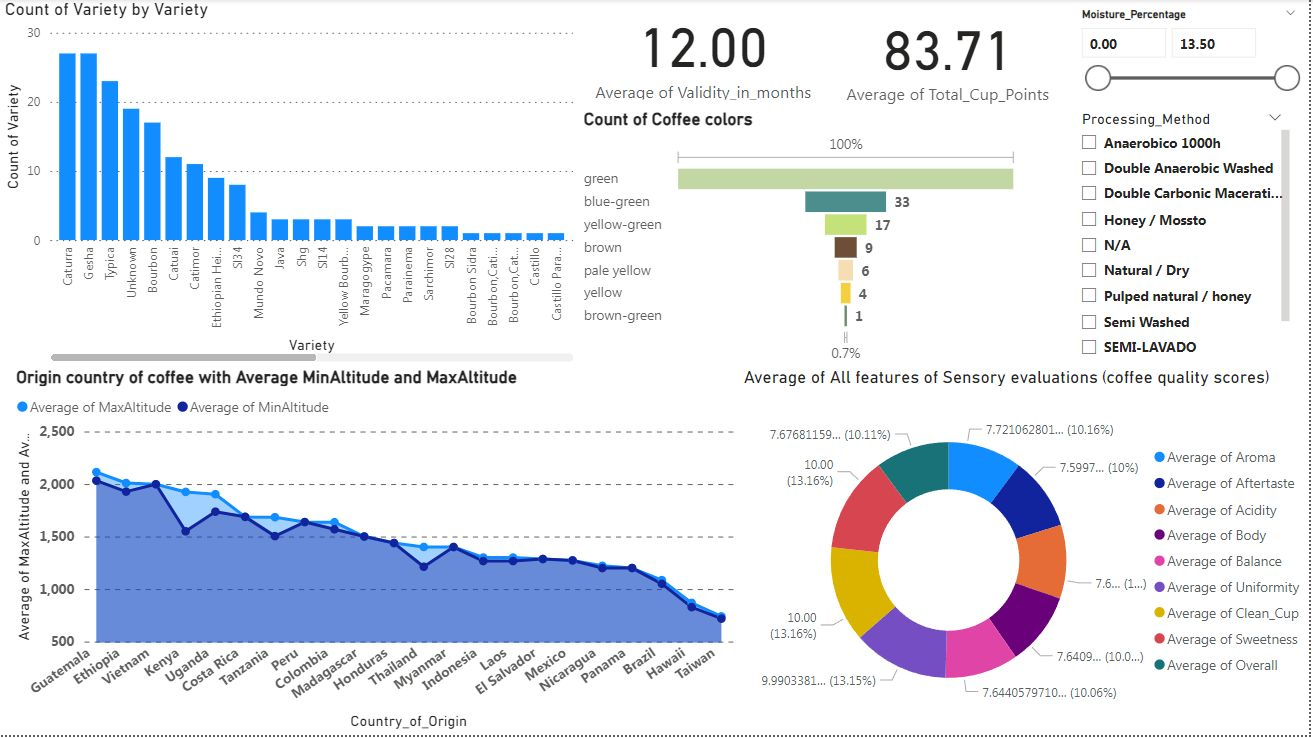 Count of Variety by Variety
Count of Variety
30
20
10
0
Caturra
Gesha
Typica
Unknown
Bourbon
Catuai
Catimor
Ethiopian Hei...
Sl34
Mundo Novo
Java
Shg
Sl14
Yellow Bourb...
Maragogype
Pacamara
Parainema
Sarchimor
Sl28
Bourbon Sidra
Bourbon,Cati...
Bourbon,Cat...
Castillo
Castillo Para...
Variety
12.00
Average of Validity_in_months
83.71
Average of Total_Cup_Points
Moisture_Percentage
0.00
13.50
Count of Coffee colors
100%
green
blue-green
33
yellow-green
17
brown
9
pale yellow
6
yellow
4
brown-green
1
0.7%
Processing_Method
Anaerobico 1000h
Double Anaerobic Washed
Double Carbonic Macerati...
Honey / Mossto
N/A
Natural / Dry
Pulped natural / honey
Semi Washed
SEMI-LAVADO
Origin country of coffee with Average MinAltitude and MaxAltitude
Average of MaxAltitude
Average of MinAltitude
Average of MaxAltitude and Av...
2,500
2,000
1,500
1,000
500
Guatemala
Ethiopia
Vietnam
Kenya
Uganda
Costa Rica
Tanzania
Peru
Colombia
Madagascar
Honduras
Thailand
Myanmar
Indonesia
Laos
El Salvador
Mexico
Nicaragua
Panama
Brazil
Hawaii
Taiwan
Country_of_Origin
Average of All features of Sensory evaluations (coffee quality scores)
7.721062801... (10.16%)
7.5997... (10%)
7.6... (1...)
7.6409... (10.0...)
7.6440579710... (10.06%)
9.9903381... (13.15%)
10.00
(13.16%)
10.00
(13.16%)
7.67681159... (10.11%)
Average of Aroma
Average of Aftertaste
Average of Acidity
Average of Body
Average of Balance
Average of Uniformity
Average of Clean_Cup
Average of Sweetness
Average of Overall